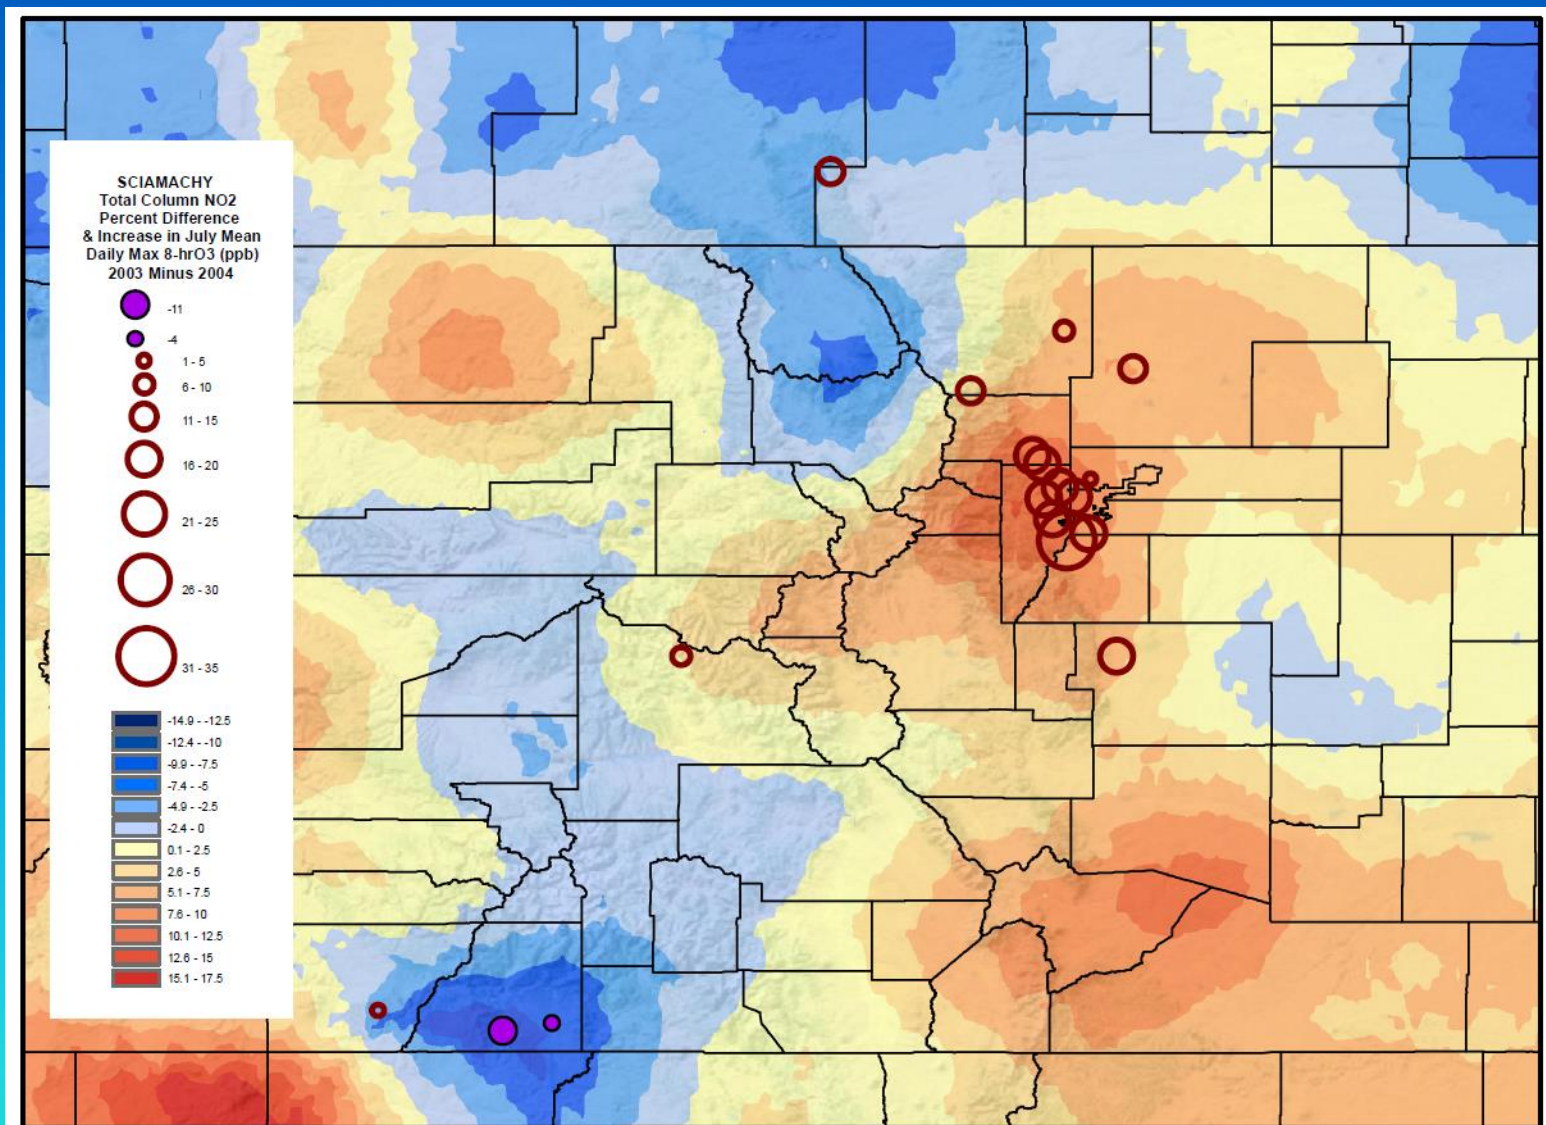 SCIAMACHY
Total Column NO2
Percent Difference
& Increase in July Mean
Daily Max 8-hrO3 (ppb)
2003 Minus 2004
-11
-4
1 - 5
6 - 10
11 - 15
16 - 20
21 - 25
26 - 30
31 - 35
-14.9 - -12.5
-12.4 - -10
-9.9 - -7.5
-7.4 - -5
-4.9 - -2.5
-2.4 - 0
0.1 - 2.5
2.6 - 5
5.1 - 7.5
7.6 - 10
10.1 - 12.5
12.6 - 15
15.1 - 17.5